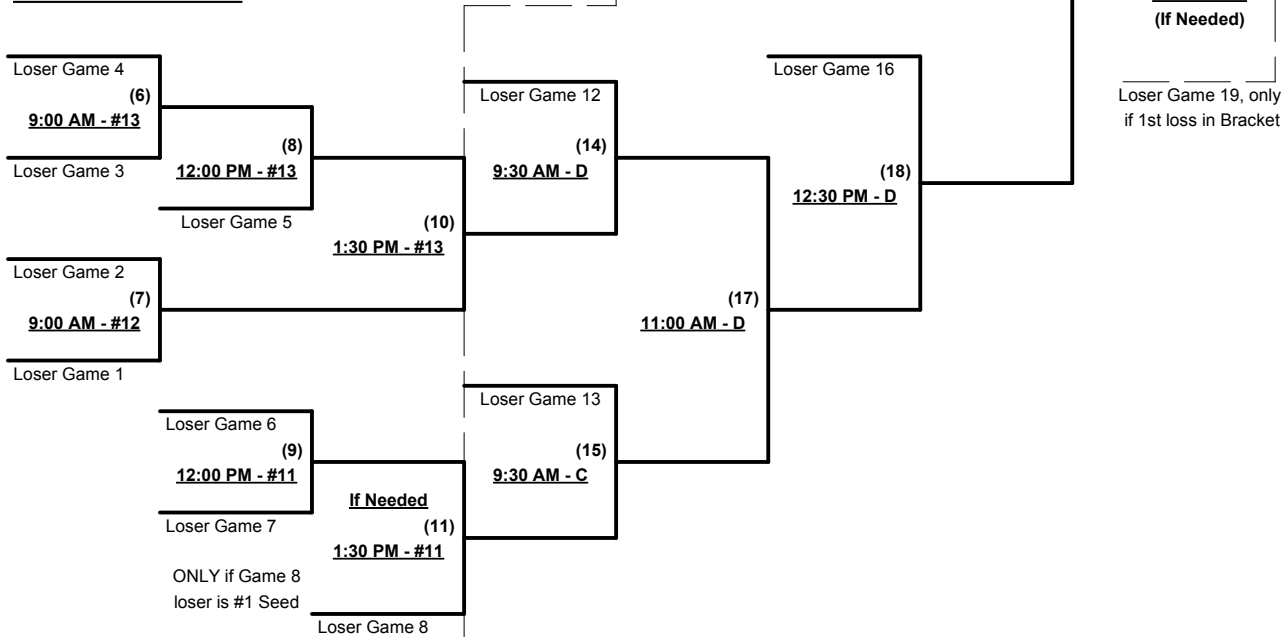 (If Needed)
Loser Game 4
(6)
9:00 AM - #13
Loser Game 3
(8)
12:00 PM - #13
Loser Game 5
(10)
1:30 PM - #13
Loser Game 2
(7)
9:00 AM - #12
Loser Game 1
Loser Game 6
(9)
12:00 PM - #11
Loser Game 7
If Needed
(11)
1:30 PM - #11
ONLY if Game 8
loser is #1 Seed
Loser Game 8
Loser Game 12
(14)
9:30 AM - D
Loser Game 13
(15)
9:30 AM - C
(17)
11:00 AM - D
Loser Game 16
(18)
12:30 PM - D
Loser Game 19, only
if 1st loss in Bracket